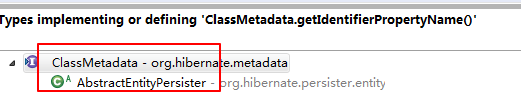 Types implementing or defining 'ClassMetadata.getIdentifierPropertyName()'
ClassMetadata - org.hibernate.metadata
AbstractEntityPersister - org.hibernate.persister.entity